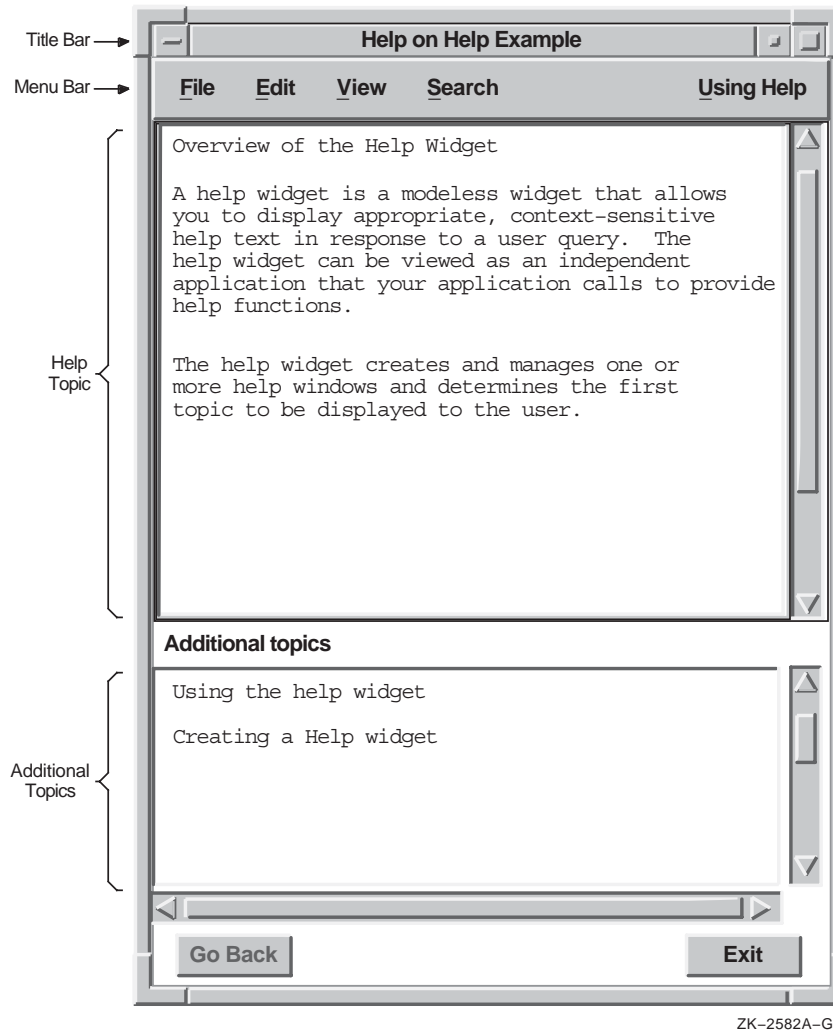 Title Bar
Help on Help Example
Menu Bar
File Edit View Search Using Help
Overview of the Help Widget
A help widget is a modeless widget that allows
you to display appropriate, context-sensitive
help text in response to a user query. The
help widget can be viewed as an independent
application that your application calls to provide
help functions.
Help
Topic
The help widget creates and manages one or
more help windows and determines the first
topic to be displayed to the user.
Additional topics
Using the help widget
Creating a Help widget
Additional
Topics
Go Back
Exit
ZK-2582A-G